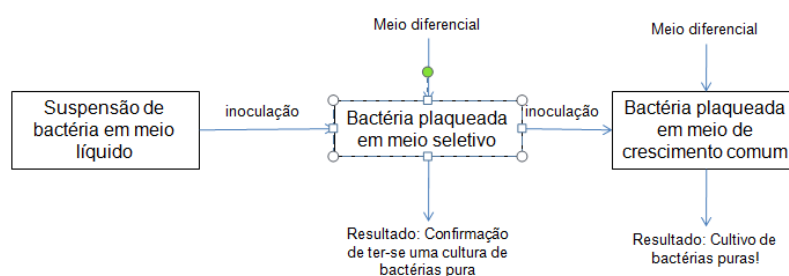 Meio diferencial
Meio diferencial
Suspensão de
bactéria em meio
líquido
inoculação
Bactéria plaqueada
em meio seletivo
inoculação
Bactéria plaqueada
em meio de
crescimento comum
Resultado: Confirmação
de ter-se uma cultura de
bactérias pura
Resultado: Cultivo de
bactérias puras!